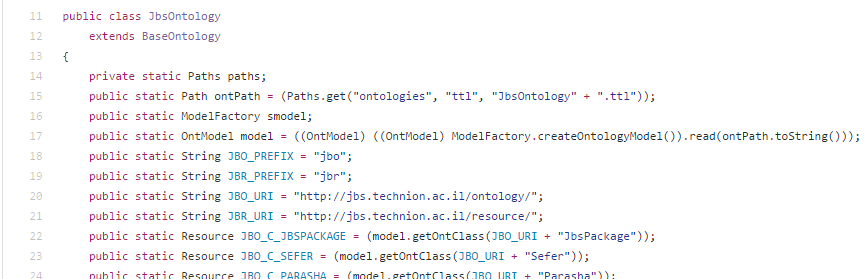 11 public class JbsOntology
12 extends BaseOntology
13 {
14 private static Paths paths;
15 public static Path ontPath = (Paths.get("ontologies", "ttl", "JbsOntology" + ".ttl"));
16 public static ModelFactory smodel;
17 public static OntModel model = ((OntModel) ((OntModel) ModelFactory.createOntologyModel()).read(ontPath.toString()));
18 public static String JBO_PREFIX = "jbo";
19 public static String JBR_PREFIX = "jbr";
20 public static String JBO_URI = "http://jbs.technion.ac.il/ontology/";
21 public static String JBR_URI = "http://jbs.technion.ac.il/resource/";
22 public static Resource JBO_C_JBSPACKAGE = (model.getOntClass(JBO_URI + "JbsPackage"));
23 public static Resource JBO_C_SEFER = (model.getOntClass(JBO_URI + "Sefer"));
24 public static Resource JBO_C_PARASHA = (model.getOntClass(JBO_URI + "Parasha"));